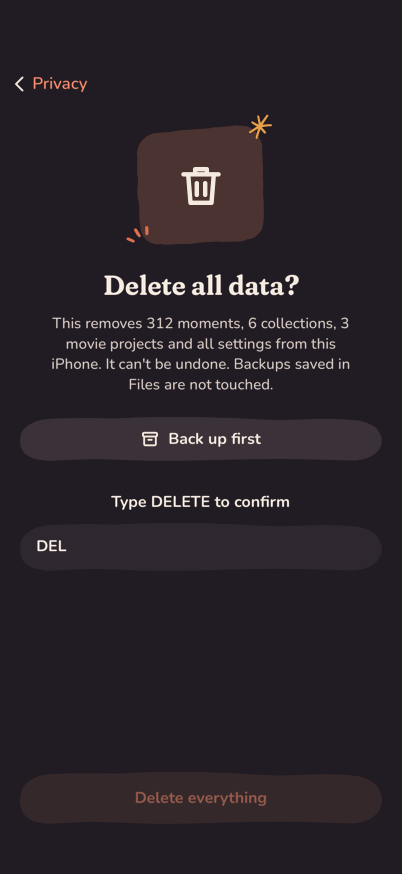 Privacy
Delete all data?
This removes 312 moments, 6 collections, 3
movie projects and all settings from this
iPhone. It can't be undone. Backups saved in
Files are not touched.
Back up first
Type DELETE to confirm
DEL
Delete everything